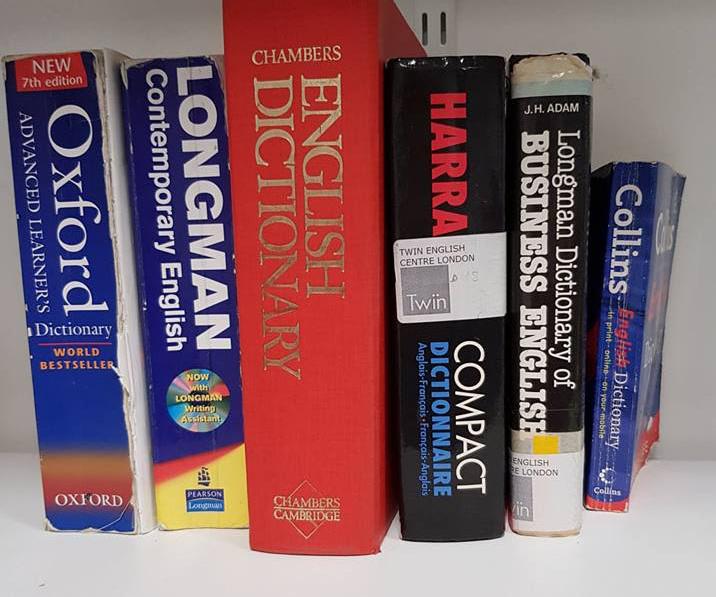 NEW
7th edition
Oxford
ADVANCED LEARNER'S
Dictionary
WORLD
BESTSELLER
OXFORD
LONGMAN
Contemporary English
NOW
with
LONGMAN
Writing
Assistant
PEARSON
Longman
CHAMBERS
ENGLISH
DICTIONARY
CHAMBERS
CAMBRIDGE
HARRA
TWIN ENGLISH
CENTRE LONDON
Twin
COMPACT
DICTIONNAIRE
Anglais-Français • Français-Anglais
J.H. ADAM
Longman Dictionary of
BUSINESS ENGLISH
ENGLISH
RE LONDON
win
Collins
English Dictionary
in print • online • on your mobile
Collins